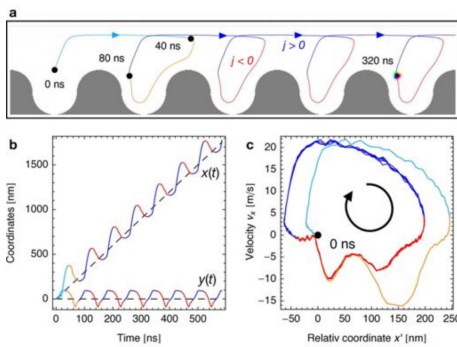 a
40 ns
80 ns
0 ns
j<0
j>0
320 ns
b
1500
1000
500
0
Coordinates [nm]
x(t)
y(t)
0 100 200 300 400 500
Time [ns]
c
20
15
10
5
0
-5
-10
-15
Velocity vₓ [m/s]
0 ns
-50 0 50 100 150 200 250
Relativ coordinate x' [nm]